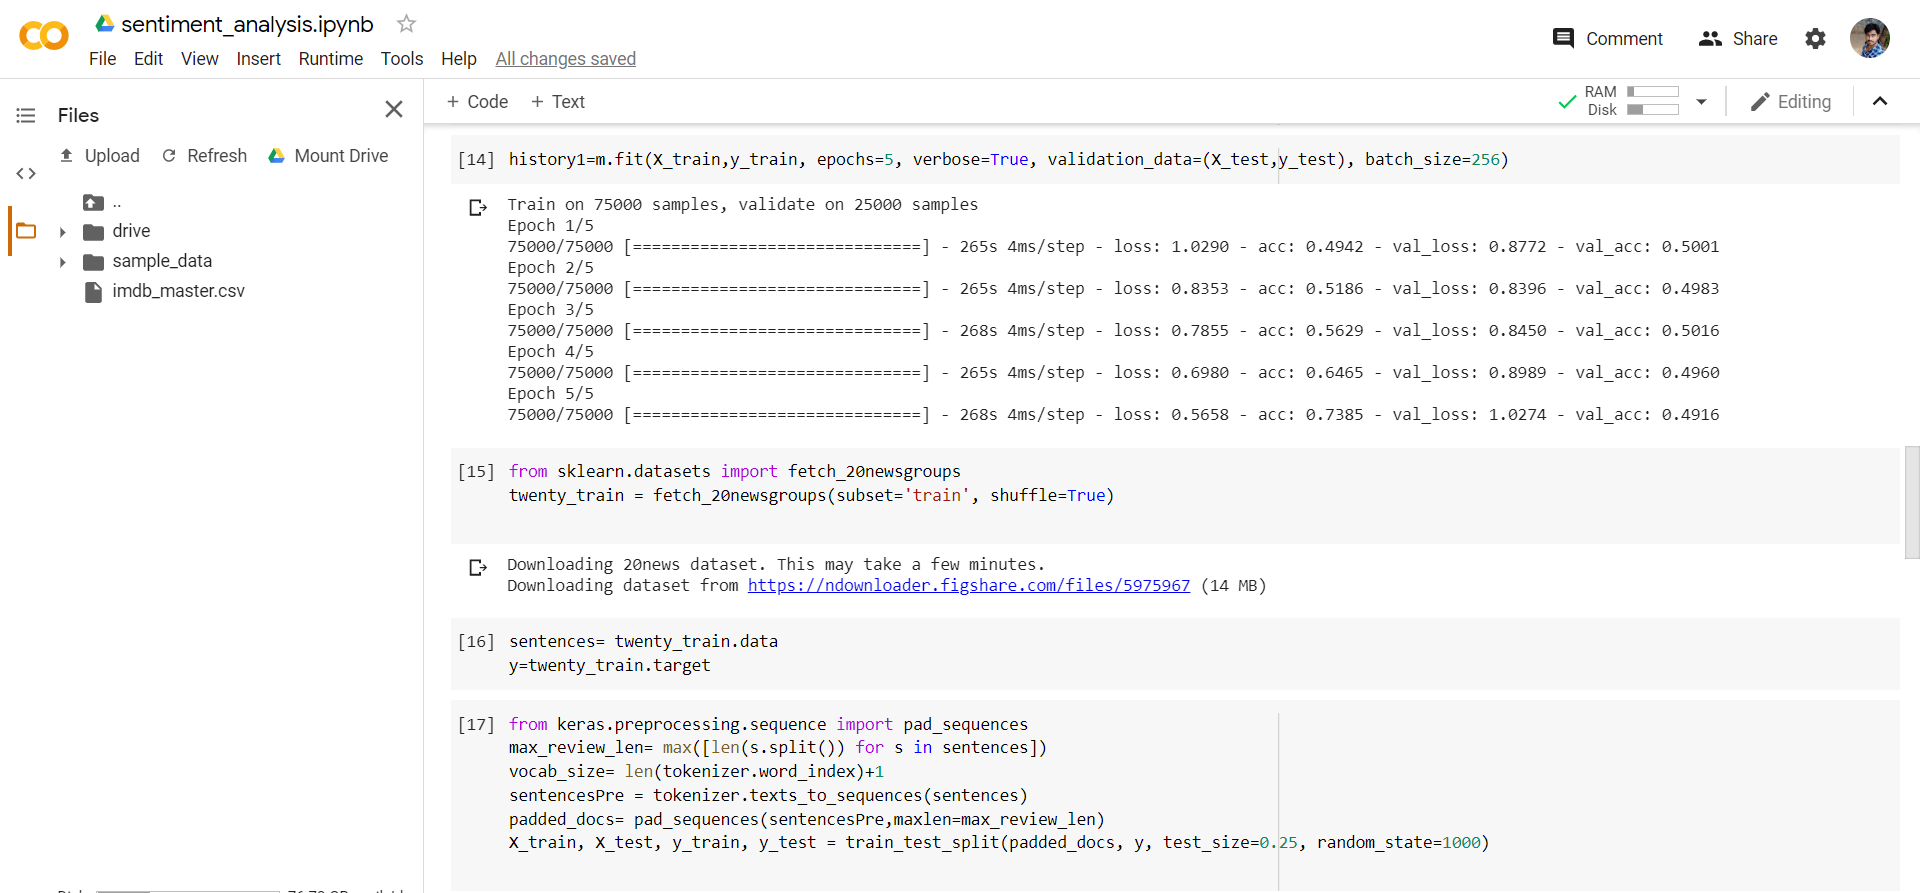 sentiment_analysis.ipynb
File Edit View Insert Runtime Tools Help All changes saved
Comment Share
Files
Upload Refresh Mount Drive
..
drive
sample_data
imdb_master.csv
+ Code + Text
RAM
Disk
Editing
[14] history1=m.fit(X_train,y_train, epochs=5, verbose=True, validation_data=(X_test,y_test), batch_size=256)
Train on 75000 samples, validate on 25000 samples
Epoch 1/5
75000/75000 [==============================] - 265s 4ms/step - loss: 1.0290 - acc: 0.4942 - val_loss: 0.8772 - val_acc: 0.5001
Epoch 2/5
75000/75000 [==============================] - 265s 4ms/step - loss: 0.8353 - acc: 0.5186 - val_loss: 0.8396 - val_acc: 0.4983
Epoch 3/5
75000/75000 [==============================] - 268s 4ms/step - loss: 0.7855 - acc: 0.5629 - val_loss: 0.8450 - val_acc: 0.5016
Epoch 4/5
75000/75000 [==============================] - 265s 4ms/step - loss: 0.6980 - acc: 0.6465 - val_loss: 0.8989 - val_acc: 0.4960
Epoch 5/5
75000/75000 [==============================] - 268s 4ms/step - loss: 0.5658 - acc: 0.7385 - val_loss: 1.0274 - val_acc: 0.4916
[15] from sklearn.datasets import fetch_20newsgroups
twenty_train = fetch_20newsgroups(subset='train', shuffle=True)
Downloading 20news dataset. This may take a few minutes.
Downloading dataset from https://ndownloader.figshare.com/files/5975967 (14 MB)
[16] sentences= twenty_train.data
y=twenty_train.target
[17] from keras.preprocessing.sequence import pad_sequences
max_review_len= max([len(s.split()) for s in sentences])
vocab_size= len(tokenizer.word_index)+1
sentencesPre = tokenizer.texts_to_sequences(sentences)
padded_docs= pad_sequences(sentencesPre,maxlen=max_review_len)
X_train, X_test, y_train, y_test = train_test_split(padded_docs, y, test_size=0.25, random_state=1000)